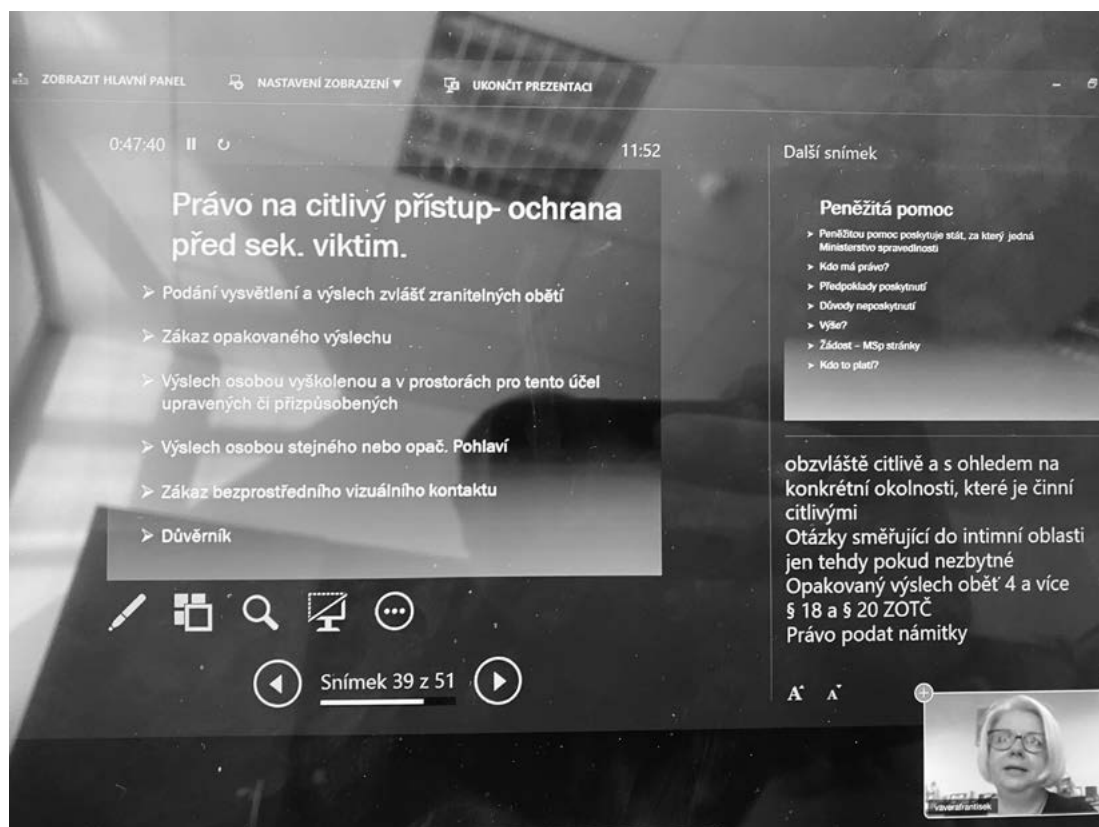 ZOBRAZIT HLAVNÍ PANEL
NASTAVENÍ ZOBRAZENÍ ▼
UKONČIT PREZENTACI
0:47:40
11:52
Právo na citlivý přístup- ochrana
před sek. viktim.
➢ Podání vysvětlení a výslech zvlášť zranitelných obětí
➢ Zákaz opakovaného výslechu
➢ Výslech osobou vyškolenou a v prostorách pro tento účel
upravených či přizpůsobených
➢ Výslech osobou stejného nebo opač. Pohlaví
➢ Zákaz bezprostředního vizuálního kontaktu
➢ Důvěrník
Snímek 39 z 51
Další snímek
Peněžitá pomoc
➢ Peněžitou pomoc poskytuje stát, za který jedná
Ministerstvo spravedlnosti
➢ Kdo má právo?
➢ Předpoklady poskytnutí
➢ Důvody neposkytnutí
➢ Výše?
➢ Žádost – MSp stránky
➢ Kdo to platí?
obzvláště citlivě a s ohledem na
konkrétní okolnosti, které je činní
citlivými
Otázky směřující do intimní oblasti
jen tehdy pokud nezbytné
Opakovaný výslech oběť 4 a více
§ 18 a § 20 ZOTČ
Právo podat námitky
A A
vaverafrantisek